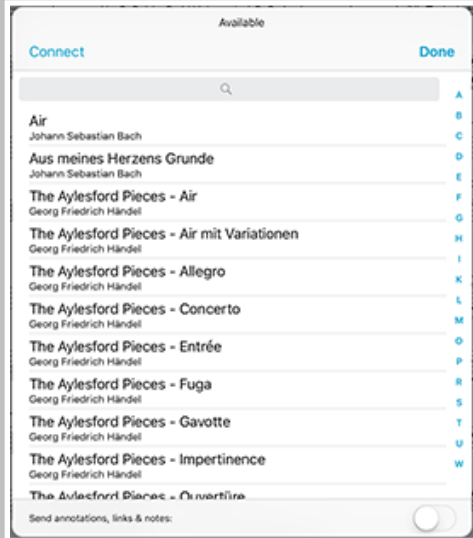 Available
Connect Done
Air
Johann Sebastian Bach
Aus meines Herzens Grunde
Johann Sebastian Bach
The Aylesford Pieces - Air
Georg Friedrich Händel
The Aylesford Pieces - Air mit Variationen
Georg Friedrich Händel
The Aylesford Pieces - Allegro
Georg Friedrich Händel
The Aylesford Pieces - Concerto
Georg Friedrich Händel
The Aylesford Pieces - Entrée
Georg Friedrich Händel
The Aylesford Pieces - Fuga
Georg Friedrich Händel
The Aylesford Pieces - Gavotte
Georg Friedrich Händel
The Aylesford Pieces - Impertinence
Georg Friedrich Händel
The Aylesford Pieces - Ouvertüre
Send annotations, links & notes:
A
B
C
D
E
F
G
H
I
K
L
M
O
P
R
S
T
U
W